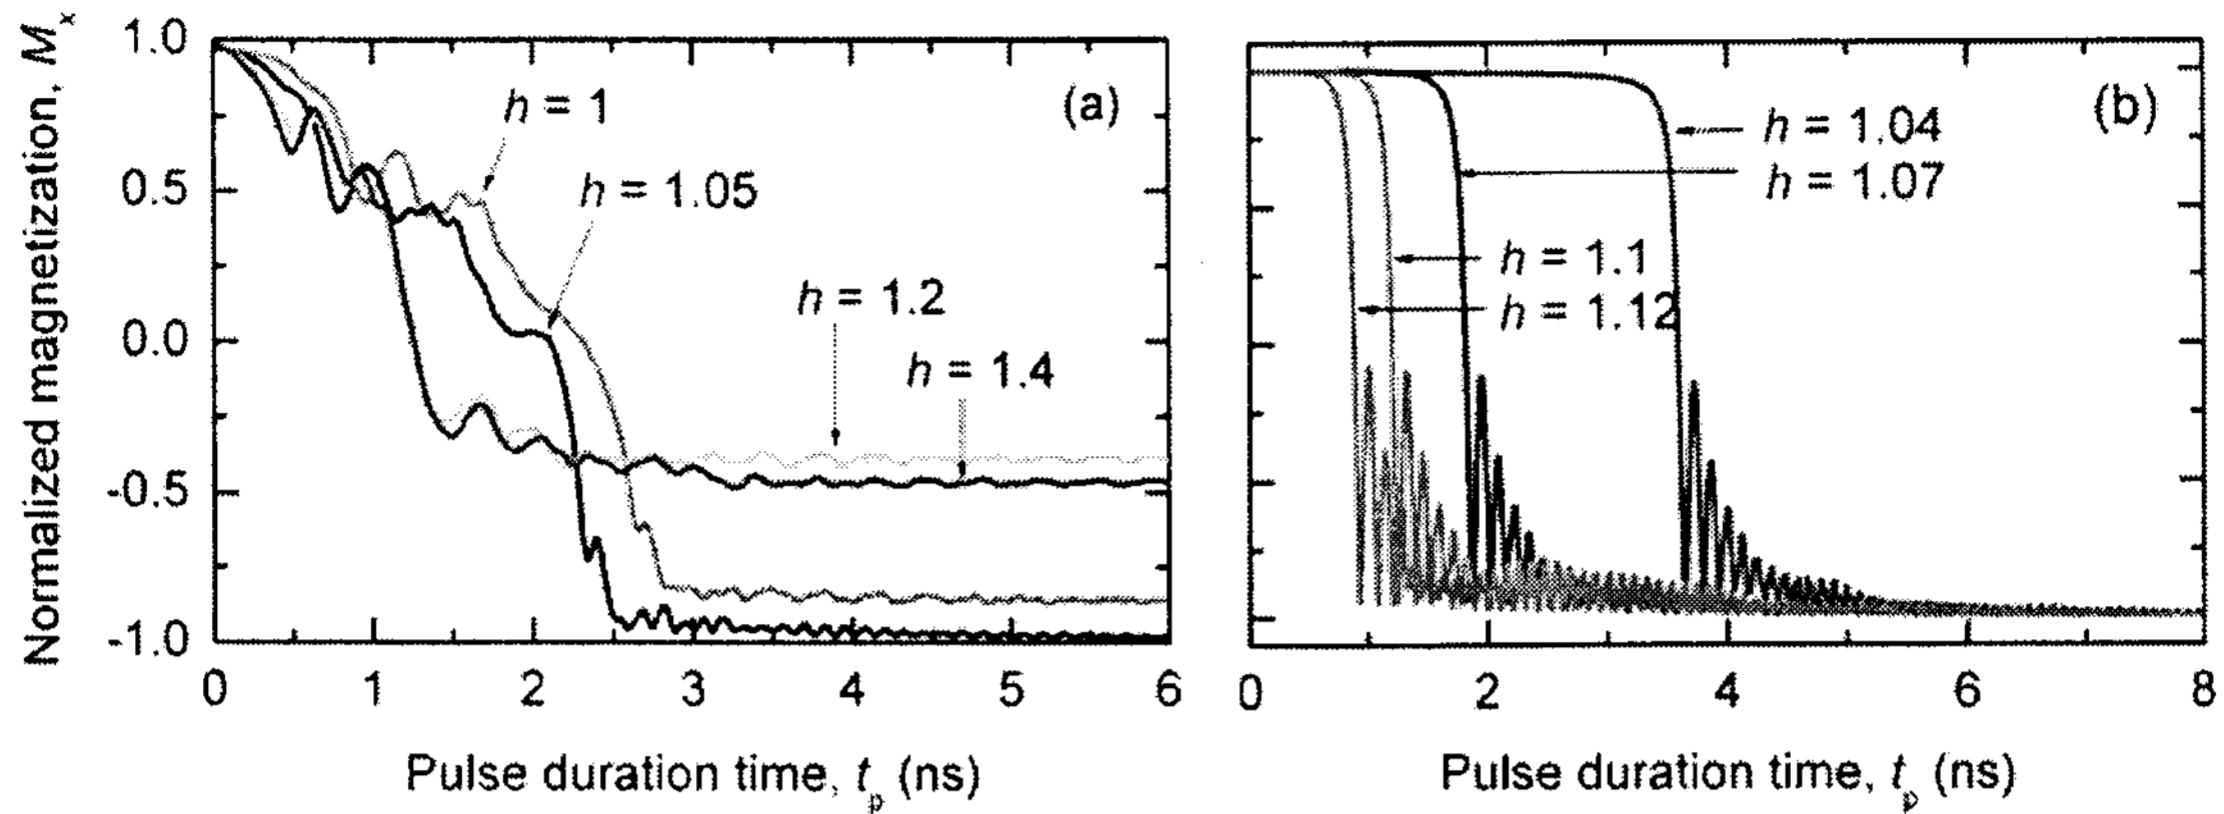 Normalized magnetization, Mx
1.0
0.5
0.0
-0.5
-1.0
0 1 2 3 4 5 6
Pulse duration time, tp (ns)
(a)
h = 1
h = 1.05
h = 1.2
h = 1.4
(b)
h = 1.04
h = 1.07
h = 1.1
h = 1.12
0 2 4 6 8
Pulse duration time, tp (ns)